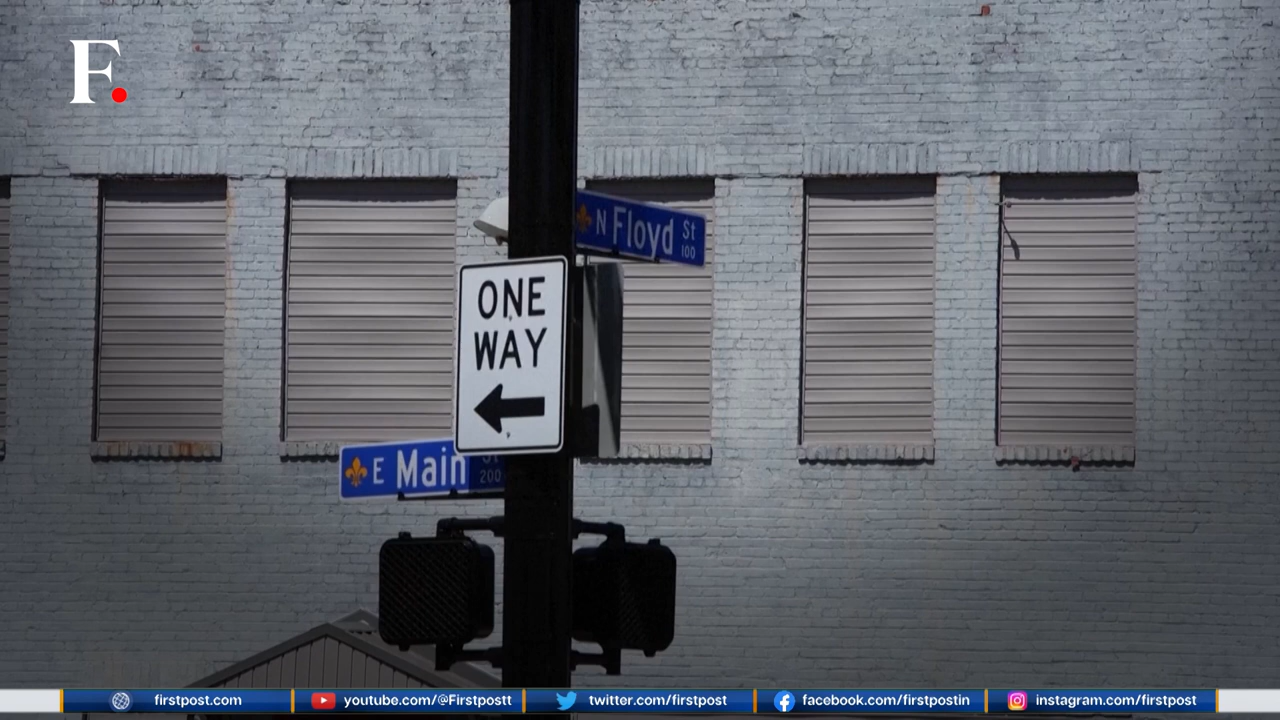 F.
N Floyd St
100
ONE
WAY
E Main St
200
firstpost.com
youtube.com/@Firstpostt
twitter.com/firstpost
facebook.com/firstpostin
instagram.com/firstpost